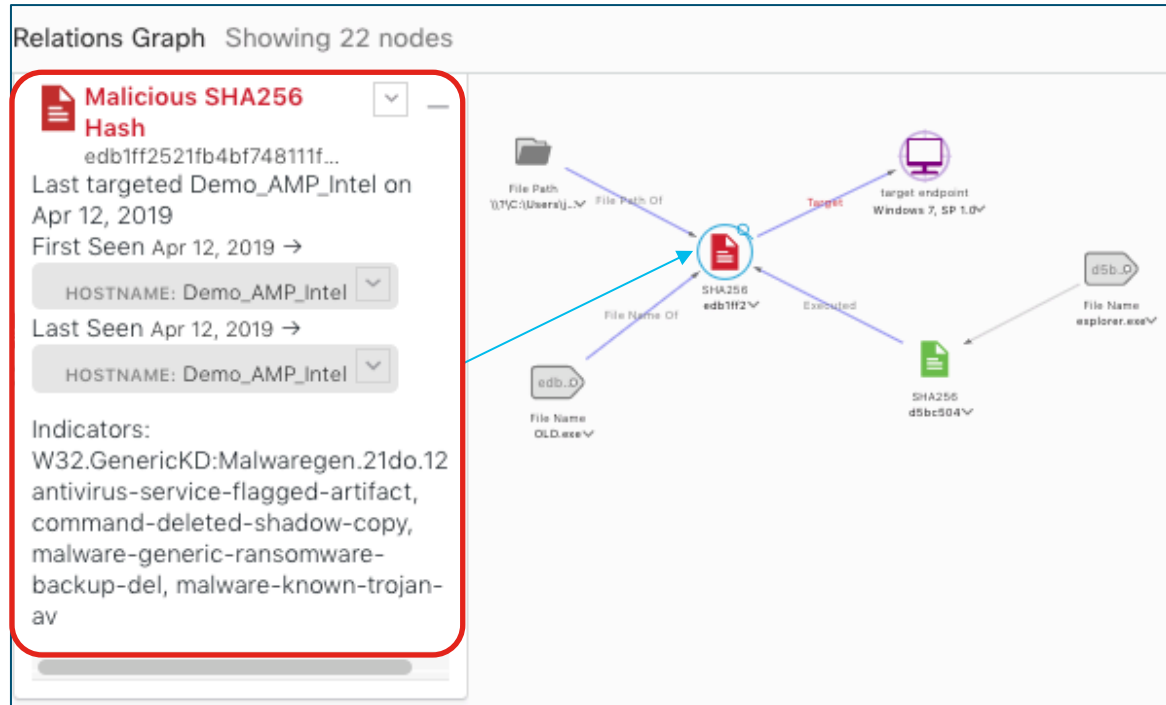 Relations Graph Showing 22 nodes
Malicious SHA256
Hash
edb1ff2521fb4bf748111f...
Last targeted Demo_AMP_Intel on
Apr 12, 2019
First Seen Apr 12, 2019 →
HOSTNAME: Demo_AMP_Intel
Last Seen Apr 12, 2019 →
HOSTNAME: Demo_AMP_Intel
Indicators:
W32.GenericKD:Malwaregen.21do.12
antivirus-service-flagged-artifact,
command-deleted-shadow-copy,
malware-generic-ransomware-
backup-del, malware-known-trojan-
av
File Path
\\?\C:\Users\j...
File Path Of
Target
target endpoint
Windows 7, SP 1.0
SHA256
edb1ff2
File Name Of
Executed
d5b...
File Name
explorer.exe
edb...
File Name
OLD.exe
SHA256
d5bc504